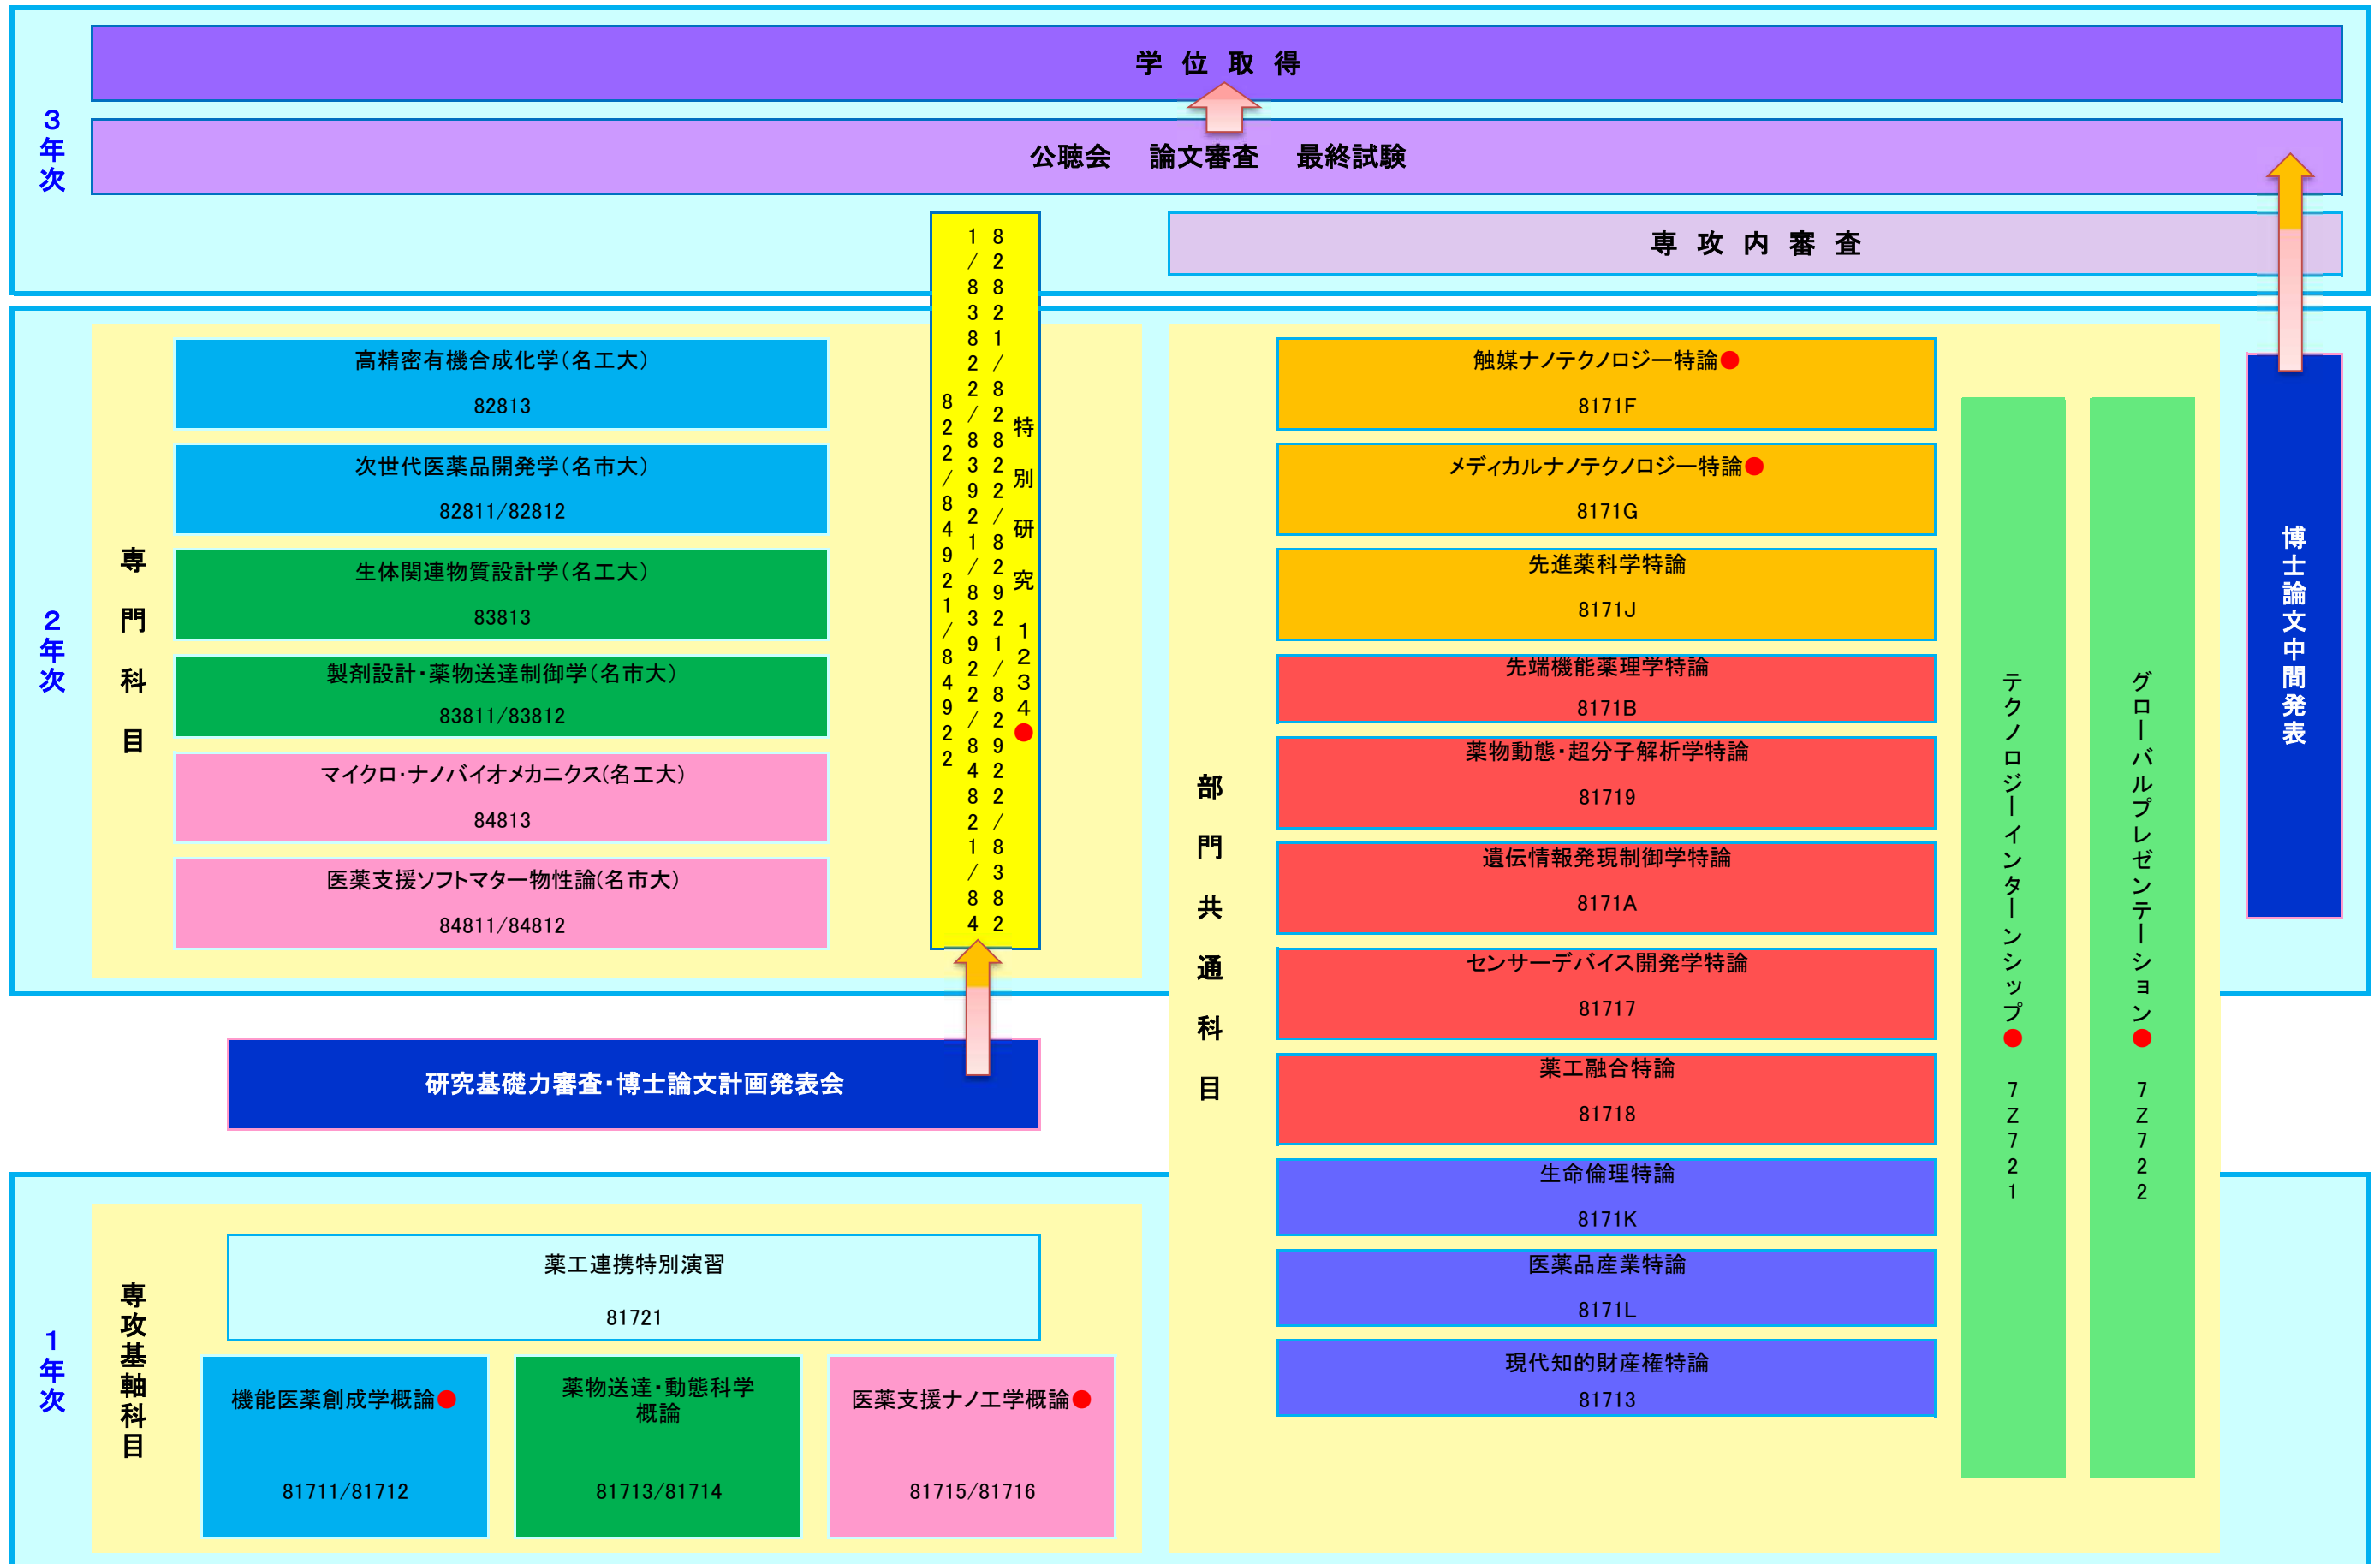 学位取得
3年次
公聴会 論文審査 最終試験
専攻内審査
2年次
専門科目
高精密有機合成化学(名工大)
82813
次世代医薬品開発学(名市大)
82811/82812
生体関連物質設計学(名工大)
83813
製剤設計・薬物送達制御学(名市大)
83811/83812
マイクロ・ナノバイオメカニクス(名工大)
84813
医薬支援ソフトマター物性論(名市大)
84811/84812
特別研究1234●
82821/82822/82921/82922/8382
1/83822/83921/83922/84821/84
822/84921/84922
部門共通科目
触媒ナノテクノロジー特論●
8171F
メディカルナノテクノロジー特論●
8171G
先進薬科学特論
8171J
先端機能薬理学特論
8171B
薬物動態・超分子解析学特論
81719
遺伝情報発現制御学特論
8171A
センサーデバイス開発学特論
81717
薬工融合特論
81718
生命倫理特論
8171K
医薬品産業特論
8171L
現代知的財産権特論
81713
テクノロジーインターンシップ● 7Z721
グローバルプレゼンテーション● 7Z722
博士論文中間発表
研究基礎力審査・博士論文計画発表会
1年次
専攻基軸科目
薬工連携特別演習
81721
機能医薬創成学概論●
81711/81712
薬物送達・動態科学
概論
81713/81714
医薬支援ナノ工学概論●
81715/81716